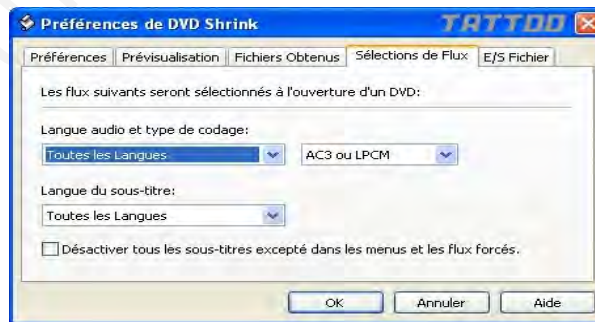 Préférences de DVD Shrink TATTOO
Préférences Prévisualisation Fichiers Obtenus Sélections de Flux E/S Fichier
Les flux suivants seront sélectionnés à l'ouverture d'un DVD:
Langue audio et type de codage:
Toutes les Langues AC3 ou LPCM
Langue du sous-titre:
Toutes les Langues
Désactiver tous les sous-titres excepté dans les menus et les flux forcés.
OK Annuler Aide